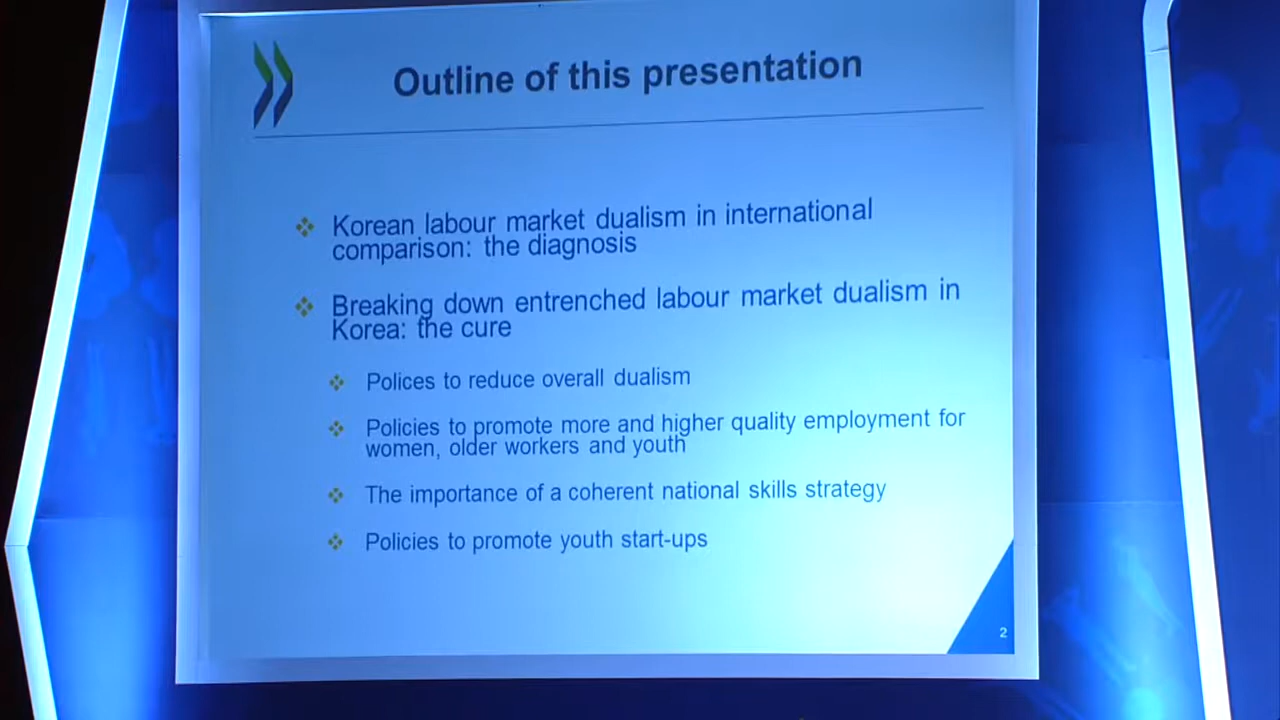 Outline of this presentation
Korean labour market dualism in international
comparison: the diagnosis
Breaking down entrenched labour market dualism in
Korea: the cure
Polices to reduce overall dualism
Policies to promote more and higher quality employment for
women, older workers and youth
The importance of a coherent national skills strategy
Policies to promote youth start-ups
2